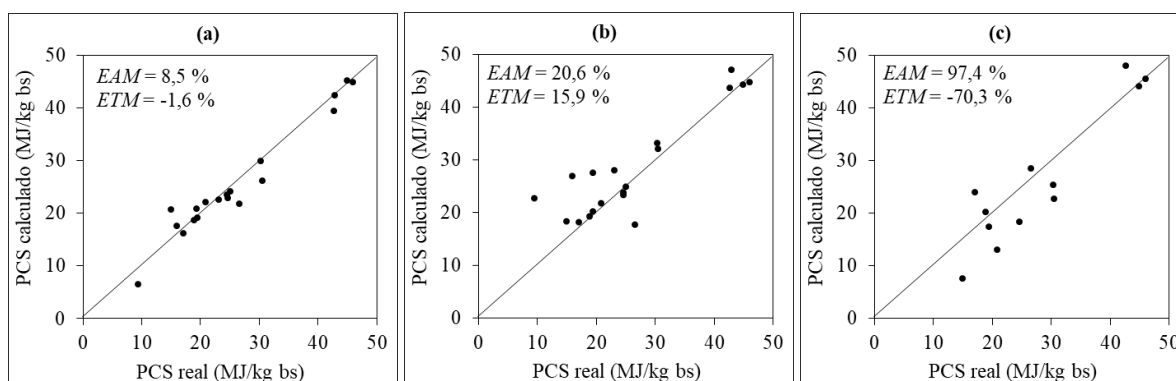 (a)
EAM = 8,5 %
ETM = -1,6 %
PCS calculado (MJ/kg bs)
50
40
30
20
10
0
0 10 20 30 40 50
PCS real (MJ/kg bs)
(b)
EAM = 20,6 %
ETM = 15,9 %
PCS calculado (MJ/kg bs)
50
40
30
20
10
0
0 10 20 30 40 50
PCS real (MJ/kg bs)
(c)
EAM = 97,4 %
ETM = -70,3 %
PCS calculado (MJ/kg bs)
50
40
30
20
10
0
0 10 20 30 40 50
PCS real (MJ/kg bs)